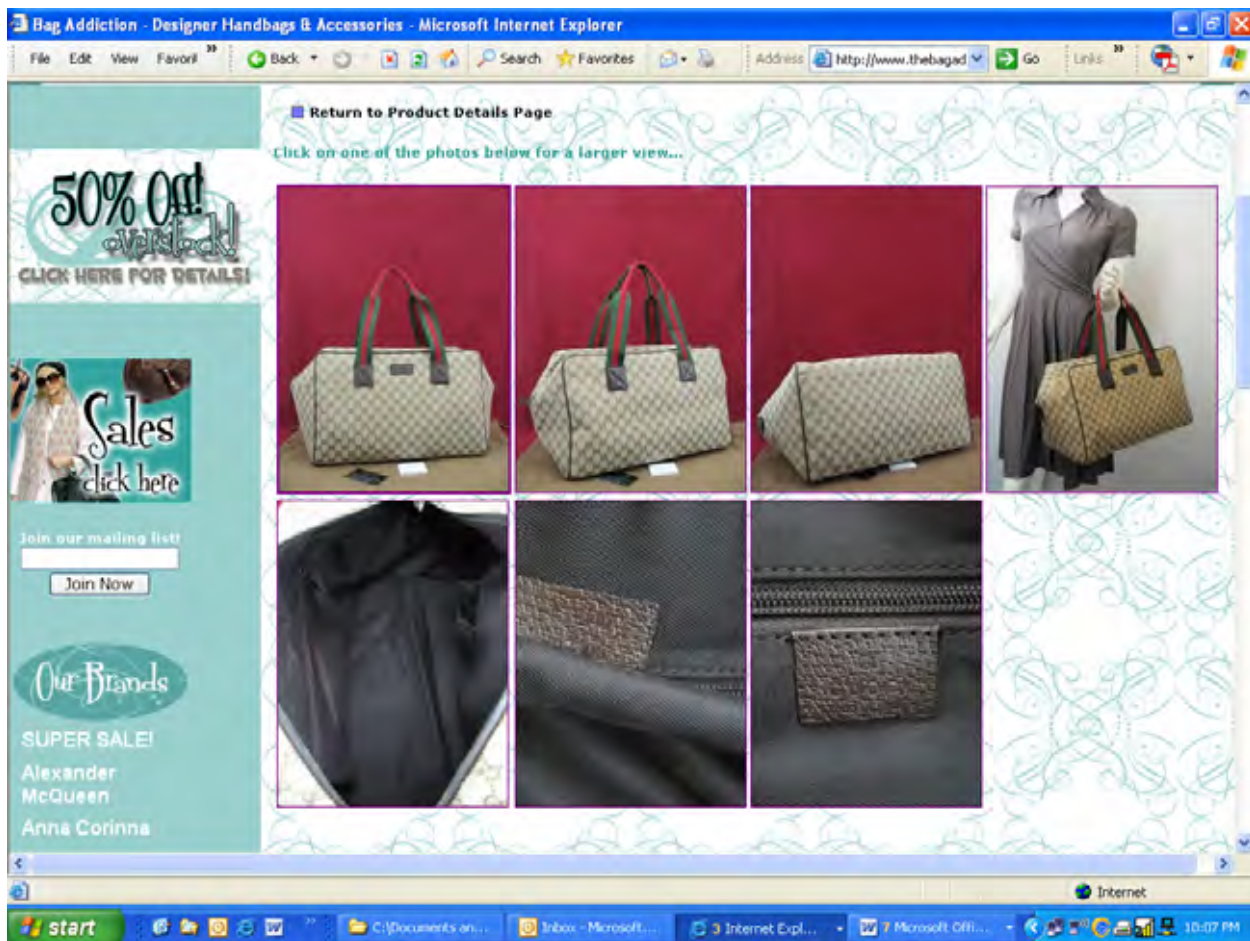 Bag Addiction - Designer Handbags & Accessories - Microsoft Internet Explorer
File Edit View Favorit » Back Search Favorites Address http://www.thebagad Go Links »
Return to Product Details Page
Click on one of the photos below for a larger view...
50% Off!
overstock!
CLICK HERE FOR DETAILS!
Sales
click here
Join our mailing list!
Join Now
Our Brands
SUPER SALE!
Alexander
McQueen
Anna Corinna
Internet
start » C:\Documents an... Inbox - Microsoft.... 3 Internet Expl... 7 Microsoft Offi... 10:07 PM